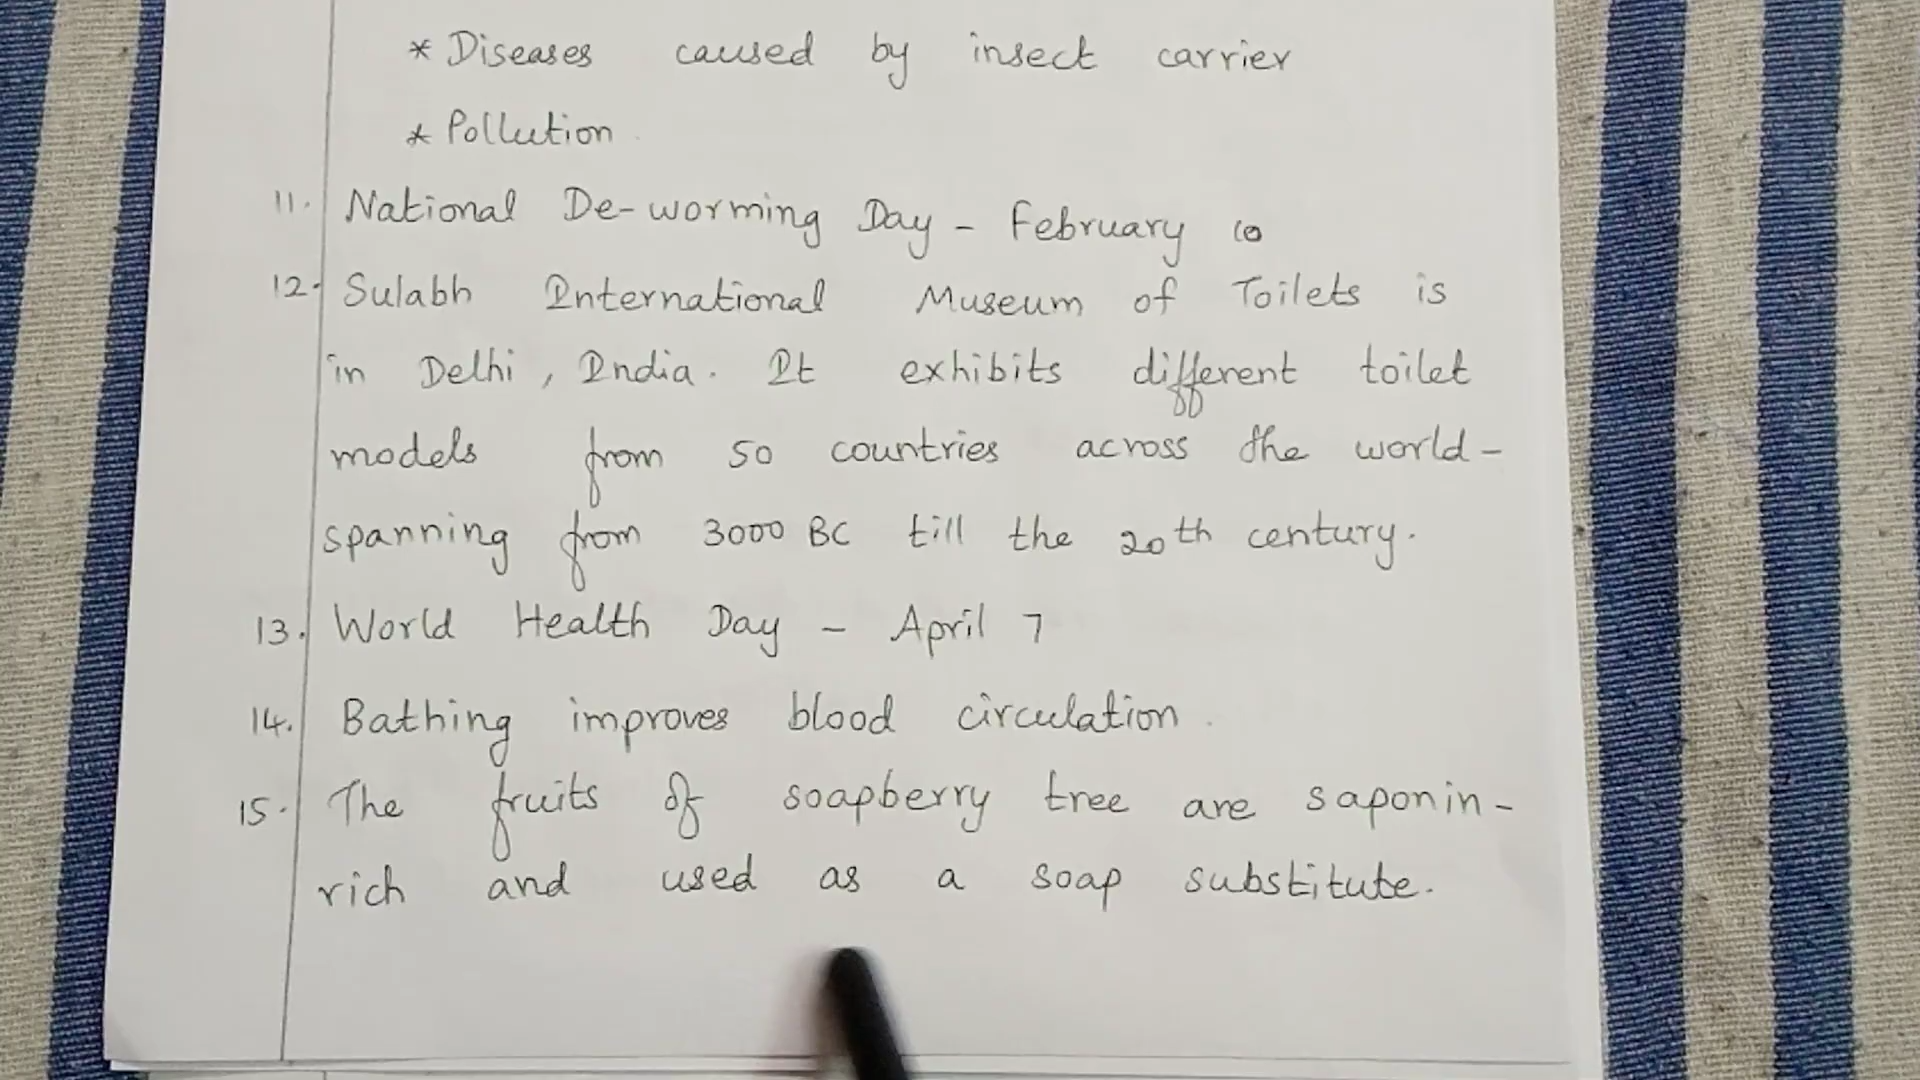 * Diseases caused by insect carrier
* Pollution
11. National De-worming Day - February 10
12. Sulabh International Museum of Toilets is
in Delhi, India. It exhibits different toilet
models from 50 countries across the world-
spanning from 3000 BC till the 20th century.
13. World Health Day - April 7
14. Bathing improves blood circulation.
15. The fruits of soapberry tree are saponin-
rich and used as a soap substitute.